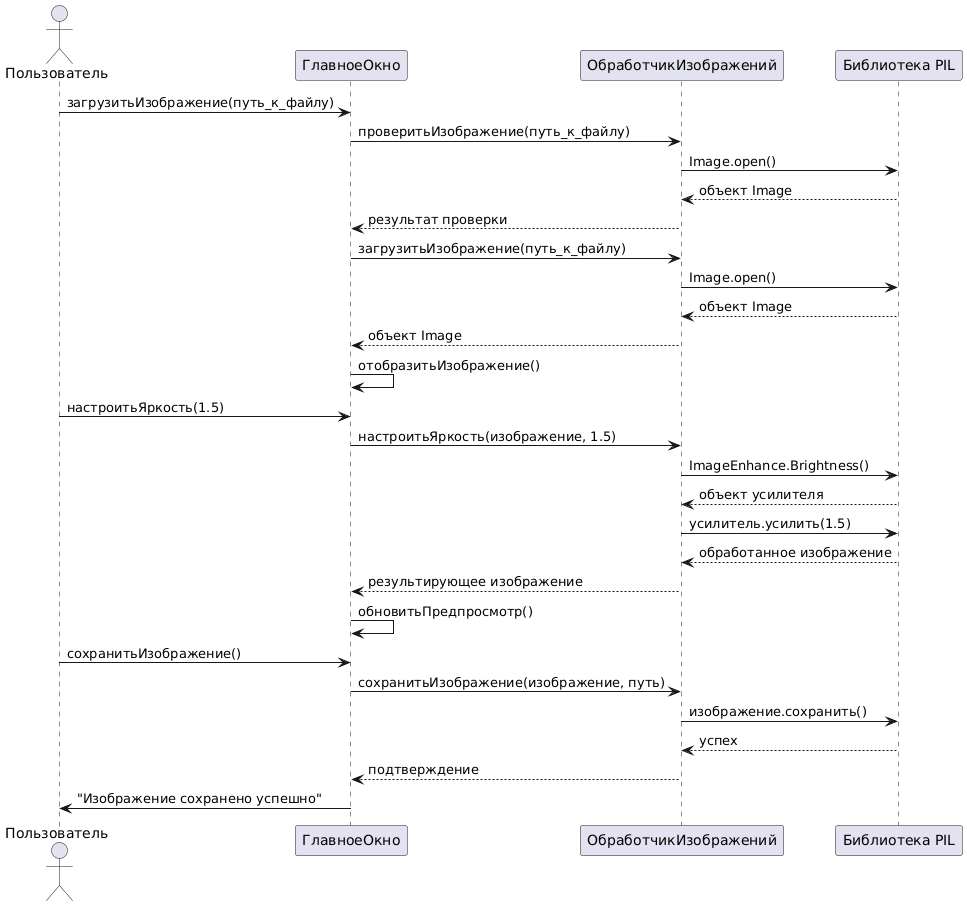 Пользователь
ГлавноеОкно
ОбработчикИзображений
Библиотека PIL
загрузитьИзображение(путь_к_файлу)
проверитьИзображение(путь_к_файлу)
Image.open()
объект Image
результат проверки
загрузитьИзображение(путь_к_файлу)
Image.open()
объект Image
объект Image
отобразитьИзображение()
настроитьЯркость(1.5)
настроитьЯркость(изображение, 1.5)
ImageEnhance.Brightness()
объект усилителя
усилитель.усилить(1.5)
обработанное изображение
результирующее изображение
обновитьПредпросмотр()
сохранитьИзображение()
сохранитьИзображение(изображение, путь)
изображение.сохранить()
успех
подтверждение
"Изображение сохранено успешно"
Пользователь
ГлавноеОкно
ОбработчикИзображений
Библиотека PIL